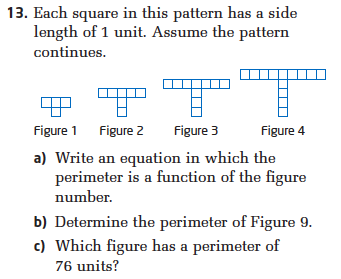 13. Each square in this pattern has a side
length of 1 unit. Assume the pattern
continues.
Figure 1 Figure 2 Figure 3 Figure 4
a) Write an equation in which the
perimeter is a function of the figure
number.
b) Determine the perimeter of Figure 9.
c) Which figure has a perimeter of
76 units?